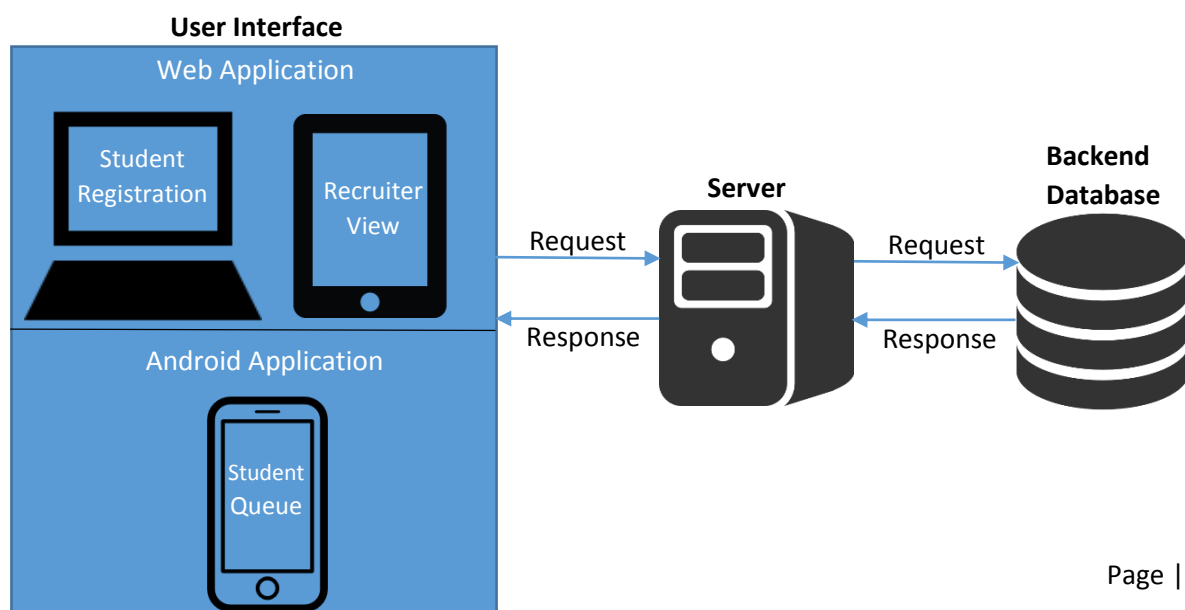 User Interface
Web Application
Student
Registration
Recruiter
View
Android Application
Student
Queue
Request
Response
Server
Request
Response
Backend
Database
Page |